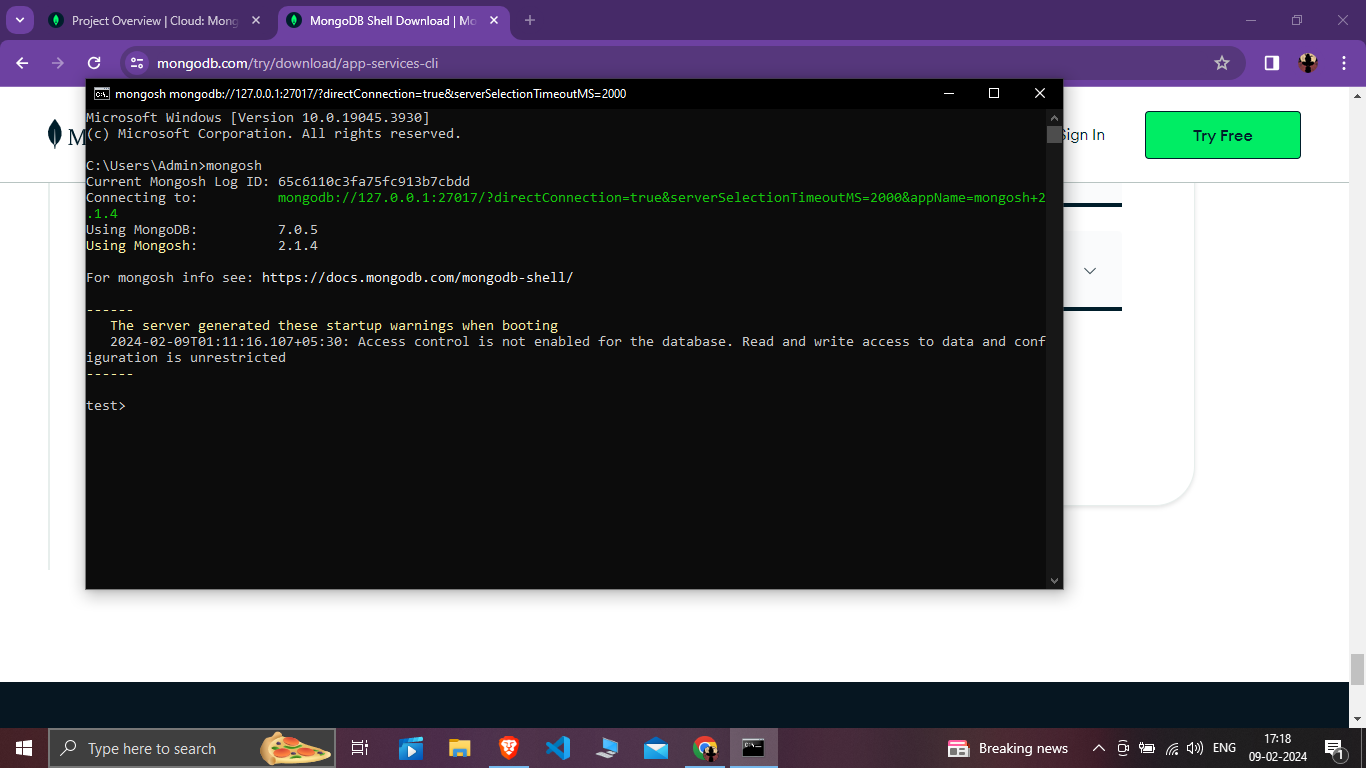 Project Overview | Cloud: Mong
MongoDB Shell Download | Mo
mongodb.com/try/download/app-services-cli
mongosh mongodb://127.0.0.1:27017/?directConnection=true&serverSelectionTimeoutMS=2000
Microsoft Windows [Version 10.0.19045.3930]
(c) Microsoft Corporation. All rights reserved.
Sign In
Try Free
C:\Users\Admin>mongosh
Current Mongosh Log ID: 65c6110c3fa75fc913b7cbdd
Connecting to: mongodb://127.0.0.1:27017/?directConnection=true&serverSelectionTimeoutMS=2000&appName=mongosh+2
.1.4
Using MongoDB: 7.0.5
Using Mongosh: 2.1.4
For mongosh info see: https://docs.mongodb.com/mongodb-shell/
------
The server generated these startup warnings when booting
2024-02-09T01:11:16.107+05:30: Access control is not enabled for the database. Read and write access to data and conf
iguration is unrestricted
------
test>
Type here to search
Breaking news
ENG
17:18
09-02-2024
1